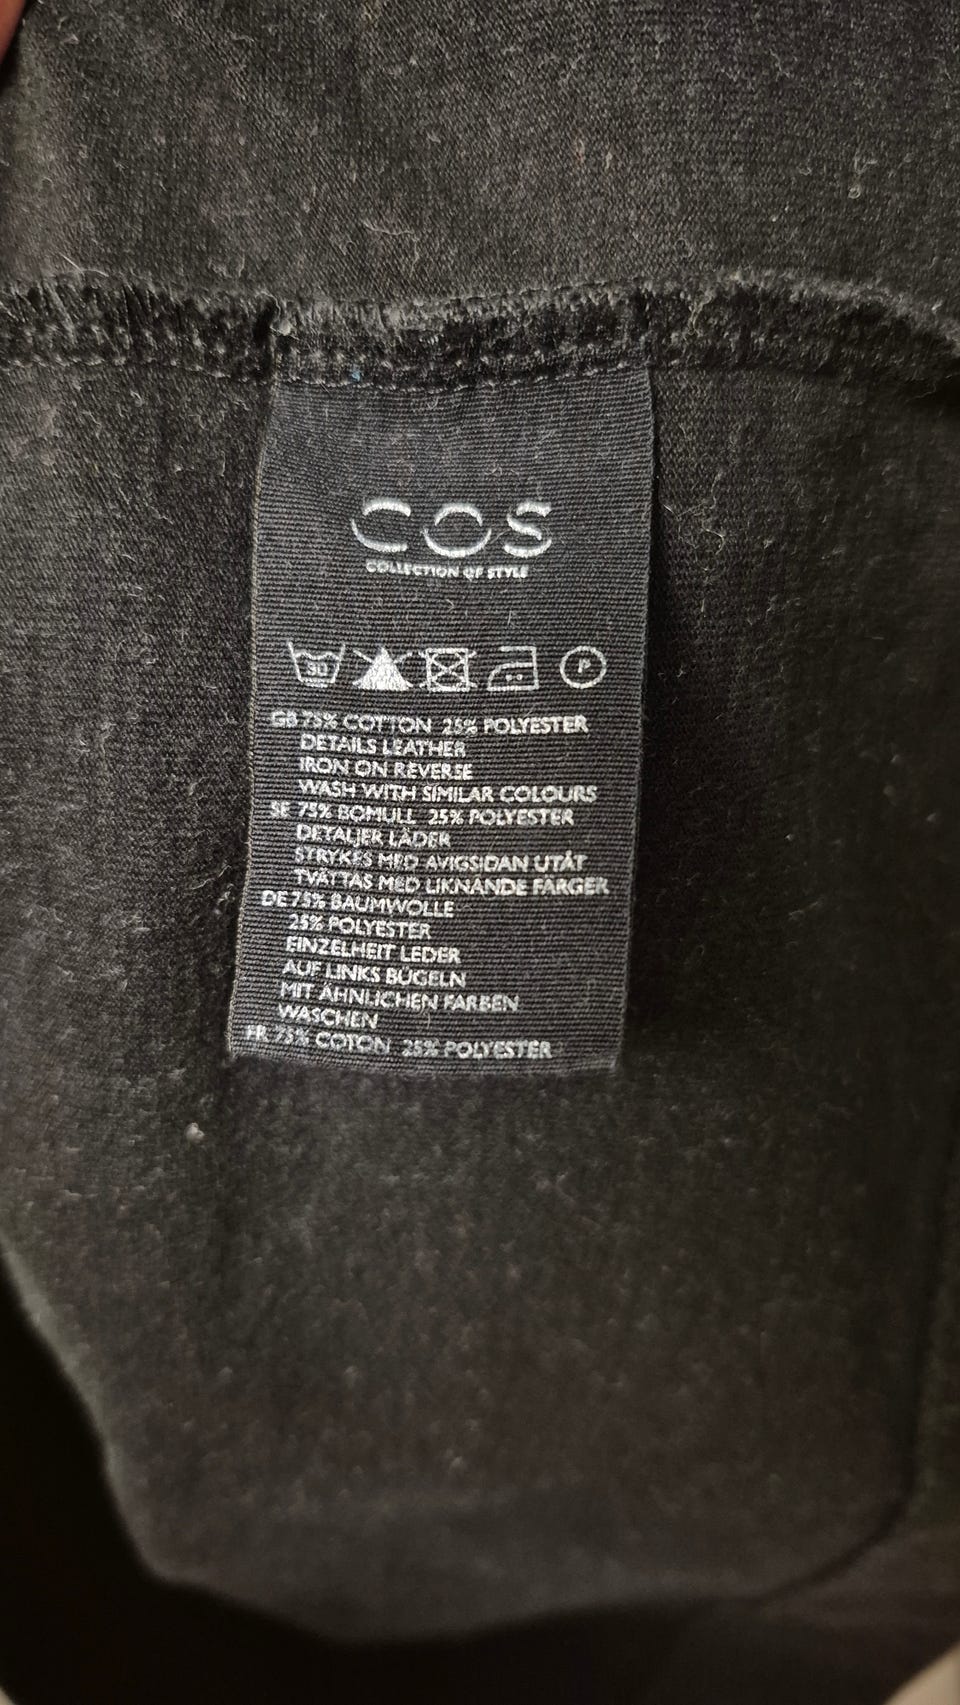 COS
COLLECTION OF STYLE
30 P
GB 75% COTTON 25% POLYESTER
DETAILS LEATHER
IRON ON REVERSE
WASH WITH SIMILAR COLOURS
SE 75% BOMULL 25% POLYESTER
DETALJER LÄDER
STRYKES MED AVIGSIDAN UTÅT
TVÄTTAS MED LIKNANDE FÄRGER
DE 75% BAUMWOLLE
25% POLYESTER
EINZELHEIT LEDER
AUF LINKS BÜGELN
MIT ÄHNLICHEN FARBEN
WASCHEN
FR 75% COTON 25% POLYESTER